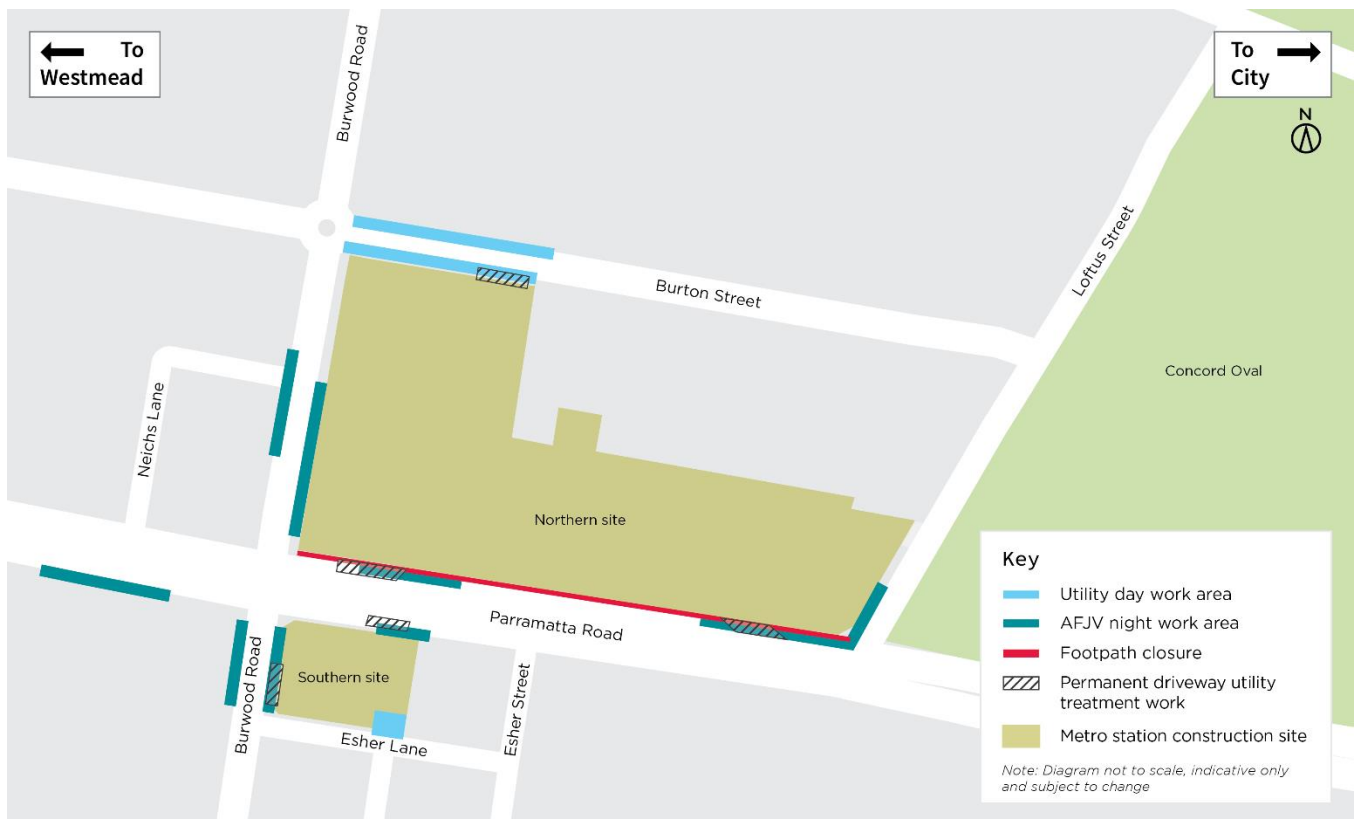 To
Westmead
To
City
N
Burwood Road
Burton Street
Loftus Street
Concord Oval
Neichs Lane
Northern site
Parramatta Road
Southern site
Burwood Road
Esher Street
Esher Lane
Key
Utility day work area
AFJV night work area
Footpath closure
Permanent driveway utility
treatment work
Metro station construction site
Note: Diagram not to scale, indicative only
and subject to change